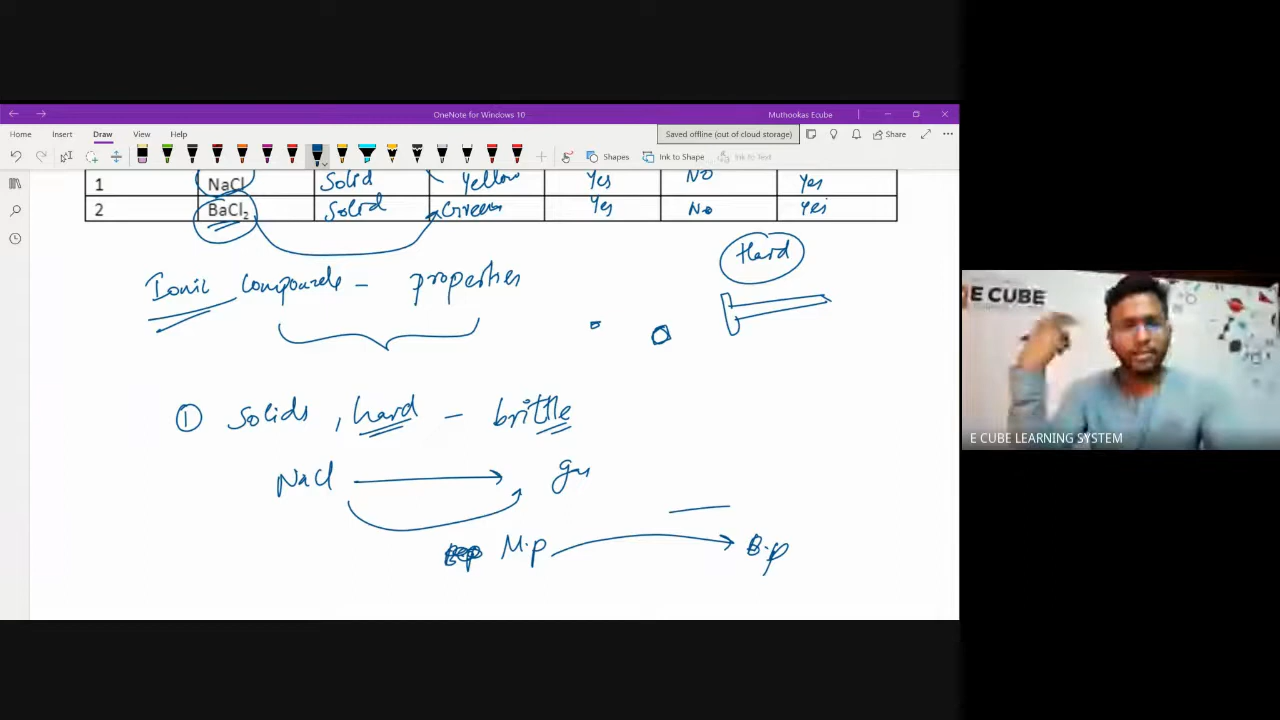 OneNote for Windows 10
Muthookas Ecube
Home Insert Draw View Help
Saved offline (out of cloud storage)
Share
Shapes
Ink to Shape
Ink to Text
1 NaCl Solid Yellow Yes No Yes
2 BaCl2 Solid Green Yes No Yes
Hard
Ionic compounds - properties
E CUBE
1 Solids, hard - brittle
E CUBE LEARNING SYSTEM
NaCl
M.p B.p